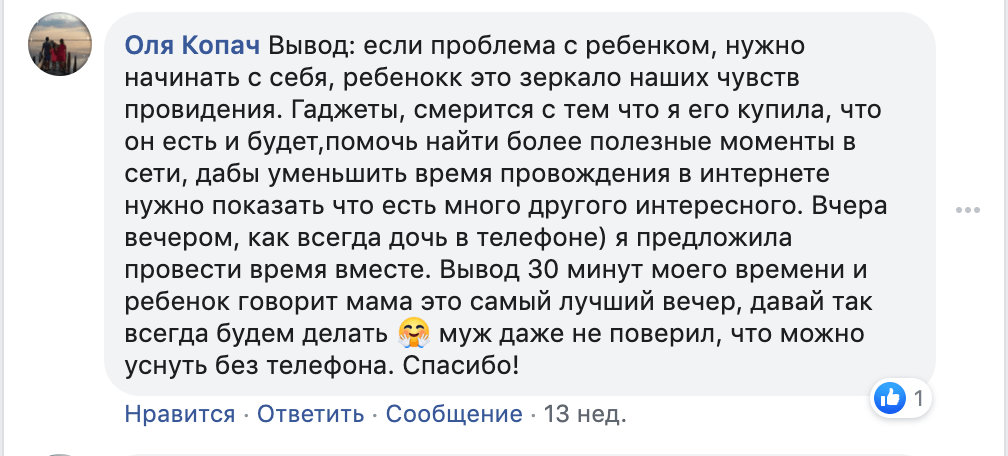 Оля Копач Вывод: если проблема с ребенком, нужно
начинать с себя, ребенокк это зеркало наших чувств
провидения. Гаджеты, смерится с тем что я его купила, что
он есть и будет,помочь найти более полезные моменты в
сети, дабы уменьшить время провождения в интернете
нужно показать что есть много другого интересного. Вчера
вечером, как всегда дочь в телефоне) я предложила
провести время вместе. Вывод 30 минут моего времени и
ребенок говорит мама это самый лучший вечер, давай так
всегда будем делать 🤗 муж даже не поверил, что можно
уснуть без телефона. Спасибо!
1
Нравится · Ответить · Сообщение · 13 нед.